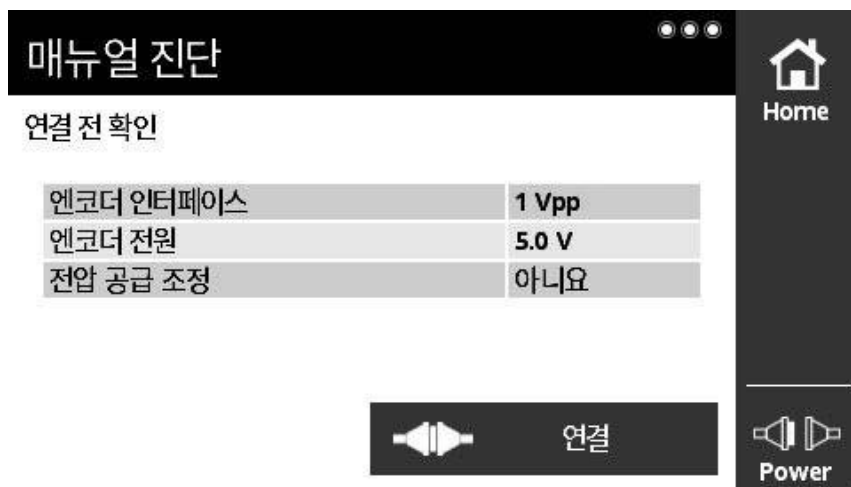 매뉴얼 진단
Home
연결 전 확인
엔코더 인터페이스 1 Vpp
엔코더 전원 5.0 V
전압 공급 조정 아니요
연결
Power